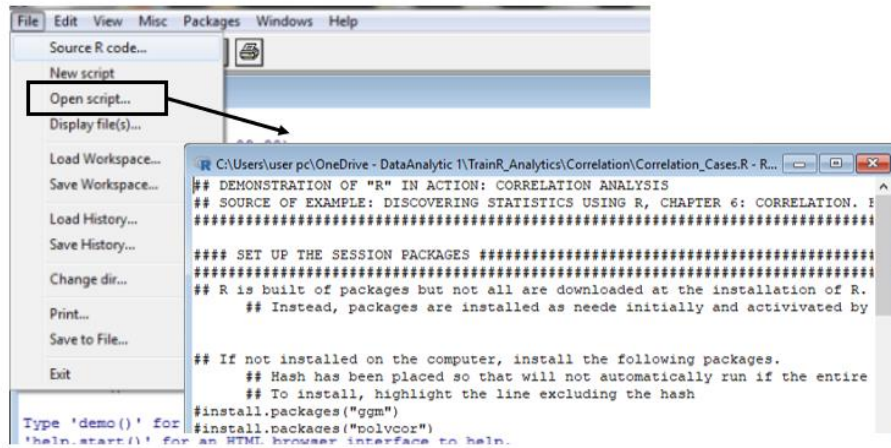 File Edit View Misc Packages Windows Help
Source R code...
New script
Open script...
Display file(s)...
Load Workspace...
Save Workspace...
Load History...
Save History...
Change dir...
Print...
Save to File...
Exit
Type 'demo()' for
'help.start()' for an HTML browser interface to help.
C:\Users\user pc\OneDrive - DataAnalytic 1\TrainR_Analytics\Correlation\Correlation_Cases.R - R...
## DEMONSTRATION OF "R" IN ACTION: CORRELATION ANALYSIS
## SOURCE OF EXAMPLE: DISCOVERING STATISTICS USING R, CHAPTER 6: CORRELATION.
################################################################################
#### SET UP THE SESSION PACKAGES ##############################################
################################################################################
## R is built of packages but not all are downloaded at the installation of R.
## Instead, packages are installed as neede initially and activivated by
## If not installed on the computer, install the following packages.
## Hash has been placed so that will not automatically run if the entire
## To install, highlight the line excluding the hash
#install.packages("ggm")
#install.packages("polycor")